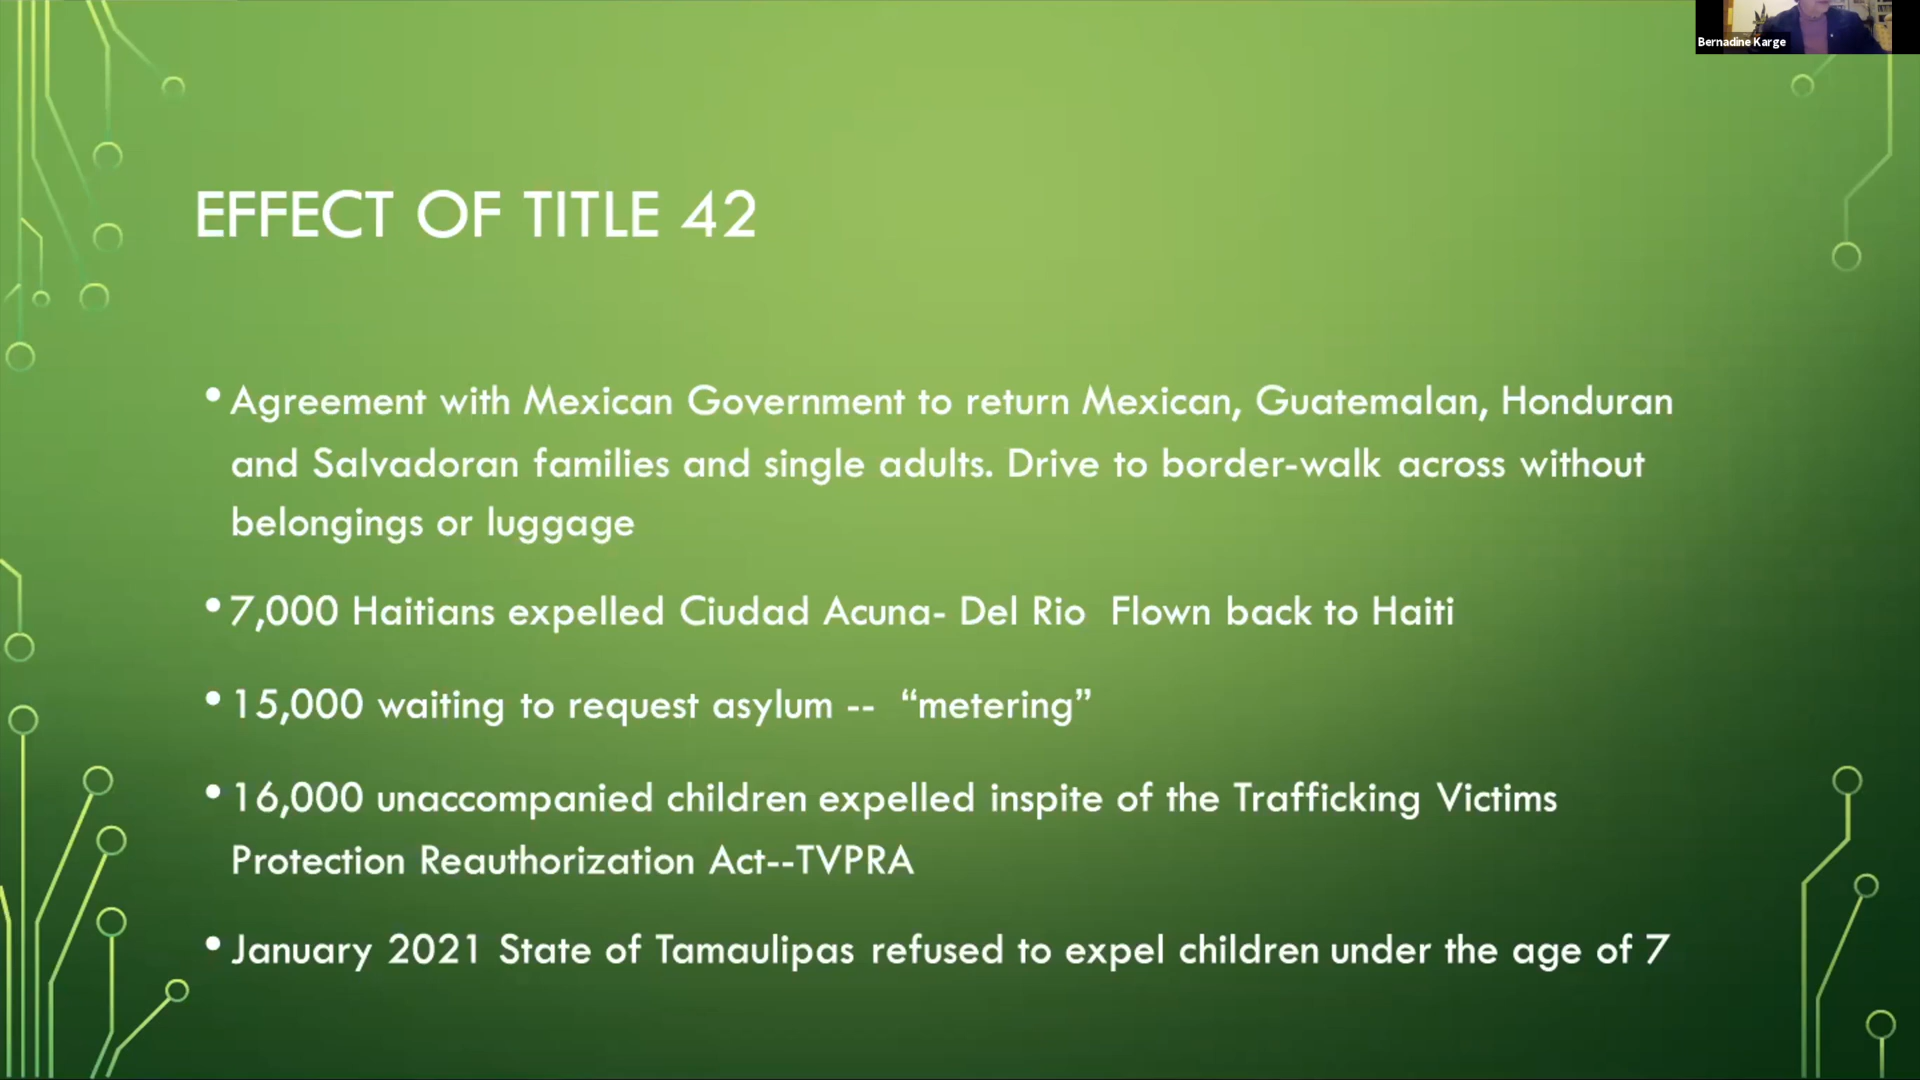 Bernadine Karge
EFFECT OF TITLE 42
• Agreement with Mexican Government to return Mexican, Guatemalan, Honduran
and Salvadoran families and single adults. Drive to border-walk across without
belongings or luggage
• 7,000 Haitians expelled Ciudad Acuna- Del Rio Flown back to Haiti
• 15,000 waiting to request asylum -- “metering”
• 16,000 unaccompanied children expelled inspite of the Trafficking Victims
Protection Reauthorization Act--TVPRA
• January 2021 State of Tamaulipas refused to expel children under the age of 7